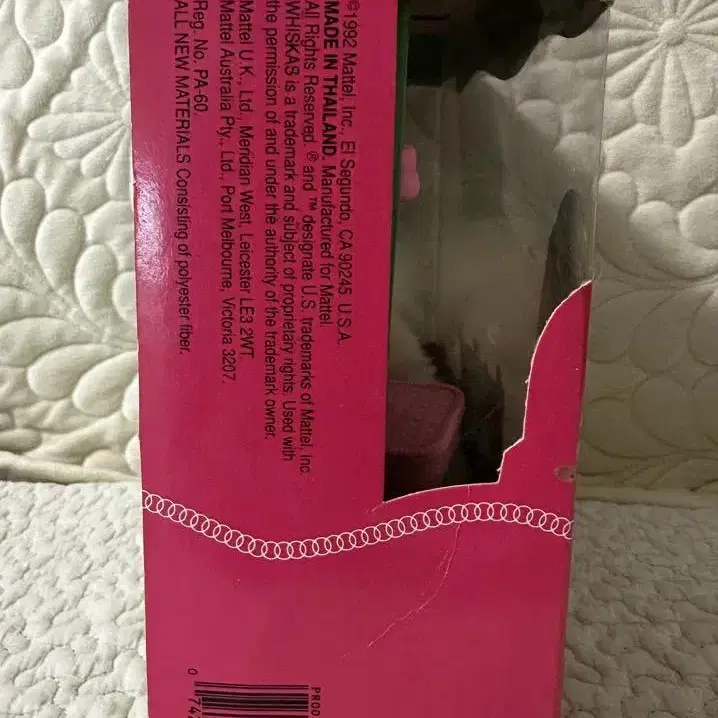 ©1992 Mattel, Inc., El Segundo, CA 90245 U.S.A.
MADE IN THAILAND. Manufactured for Mattel.
All Rights Reserved. ® and ™ designate U.S. trademarks of Mattel, Inc.
WHISKAS is a trademark and subject of proprietary rights. Used with
the permission of and under the authority of the trademark owner.
Mattel U.K., Ltd., Meridian West, Leicester LE3 2WT.
Mattel Australia Pty., Ltd., Port Melbourne, Victoria 3207.
Reg. No. PA-60
ALL NEW MATERIALS Consisting of polyester fiber.
0